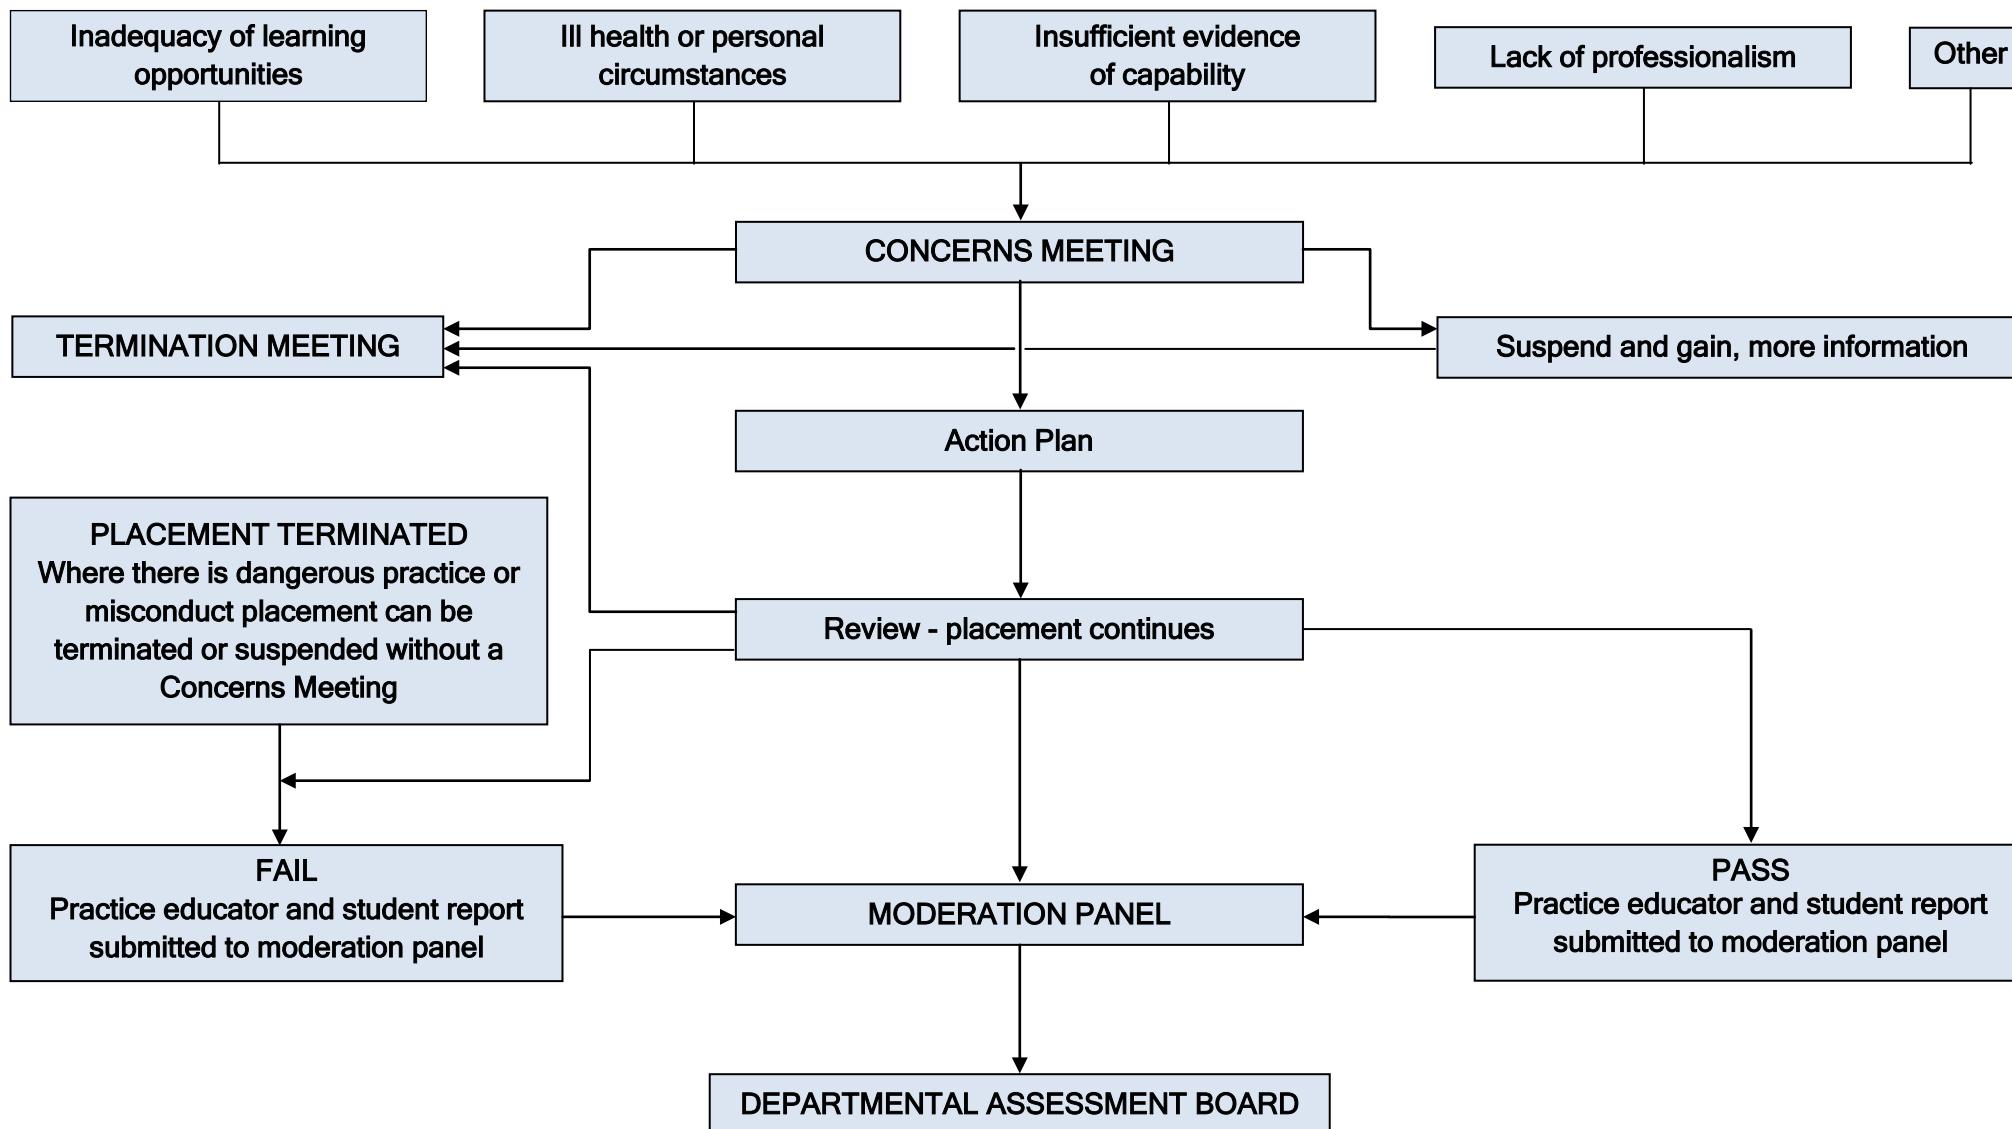 Inadequacy of learning
opportunities
Ill health or personal
circumstances
Insufficient evidence
of capability
Lack of professionalism
Other
CONCERNS MEETING
TERMINATION MEETING
Suspend and gain, more information
Action Plan
PLACEMENT TERMINATED
Where there is dangerous practice or
misconduct placement can be
terminated or suspended without a
Concerns Meeting
Review - placement continues
FAIL
Practice educator and student report
submitted to moderation panel
MODERATION PANEL
PASS
Practice educator and student report
submitted to moderation panel
DEPARTMENTAL ASSESSMENT BOARD